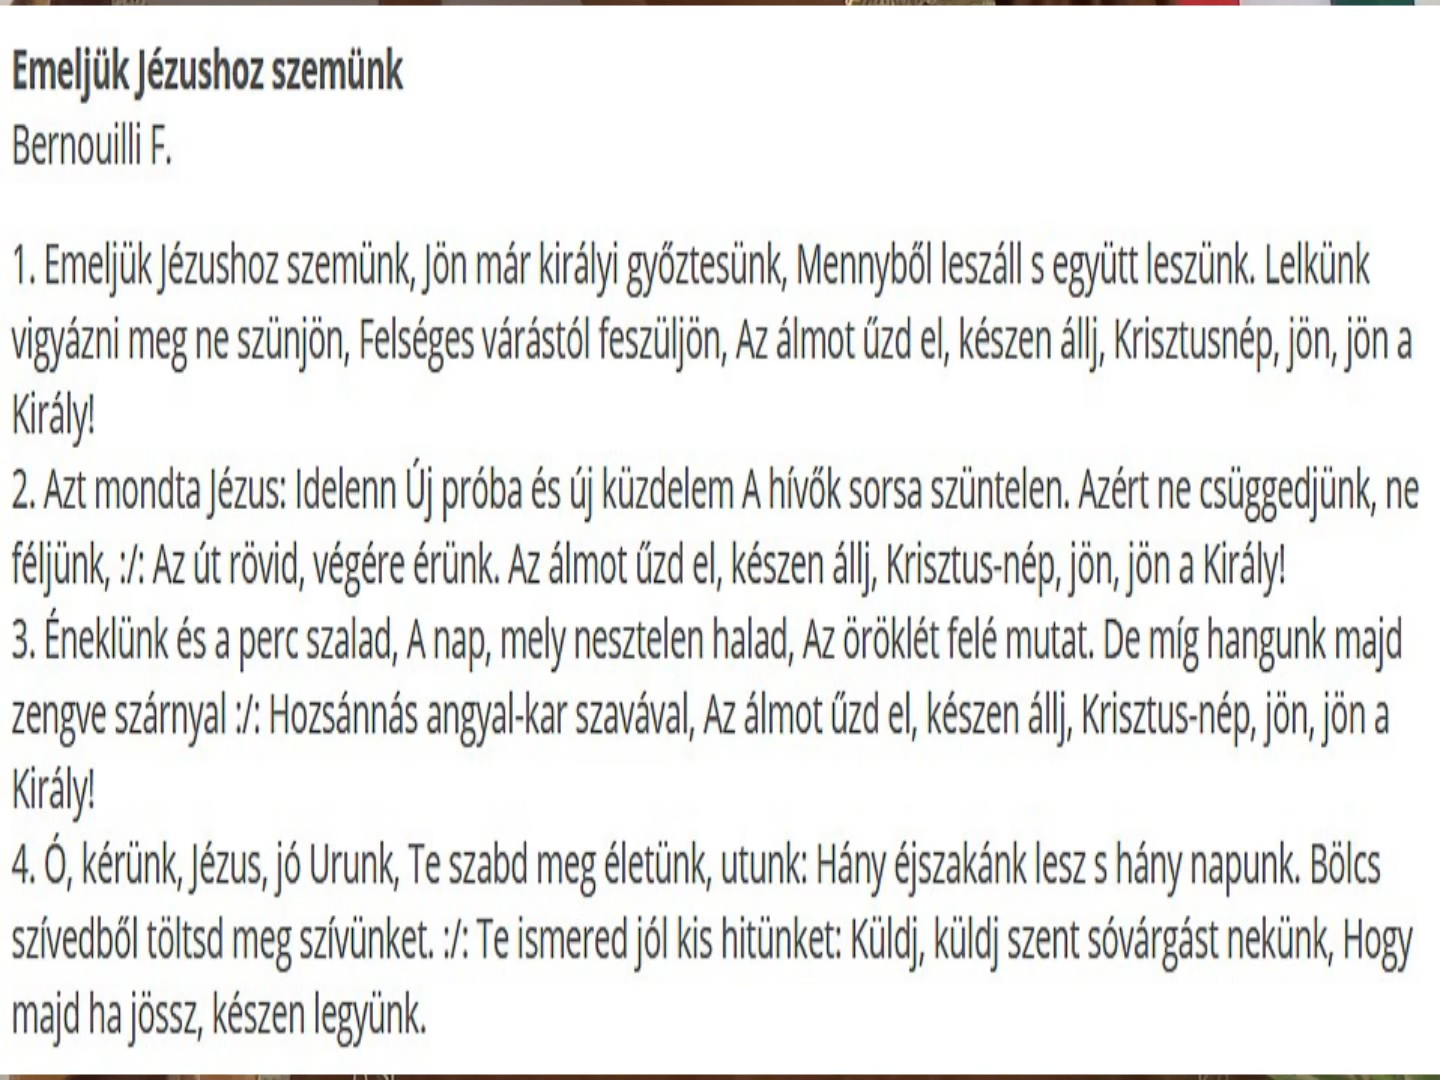 Emeljük Jézushoz szemünk
Bernouilli F.
1. Emeljük Jézushoz szemünk, Jön már királyi győztesünk, Mennyből leszáll s együtt leszünk. Lelkünk
vigyázni meg ne szünjön, Felséges várástól feszüljön, Az álmot űzd el, készen állj, Krisztusnép, jön, jön a
Király!
2. Azt mondta Jézus: Idelenn Új próba és új küzdelem A hívők sorsa szüntelen. Azért ne csüggedjünk, ne
féljünk, :/: Az út rövid, végére érünk. Az álmot űzd el, készen állj, Krisztus-nép, jön, jön a Király!
3. Éneklünk és a perc szalad, A nap, mely nesztelen halad, Az öröklét felé mutat. De míg hangunk majd
zengve szárnyal :/: Hozsánnás angyal-kar szavával, Az álmot űzd el, készen állj, Krisztus-nép, jön, jön a
Király!
4. Ó, kérünk, Jézus, jó Urunk, Te szabd meg életünk, utunk: Hány éjszakánk lesz s hány napunk. Bölcs
szívedből töltsd meg szívünket. :/: Te ismered jól kis hitünket: Küldj, küldj szent sóvárgást nekünk, Hogy
majd ha jössz, készen legyünk.